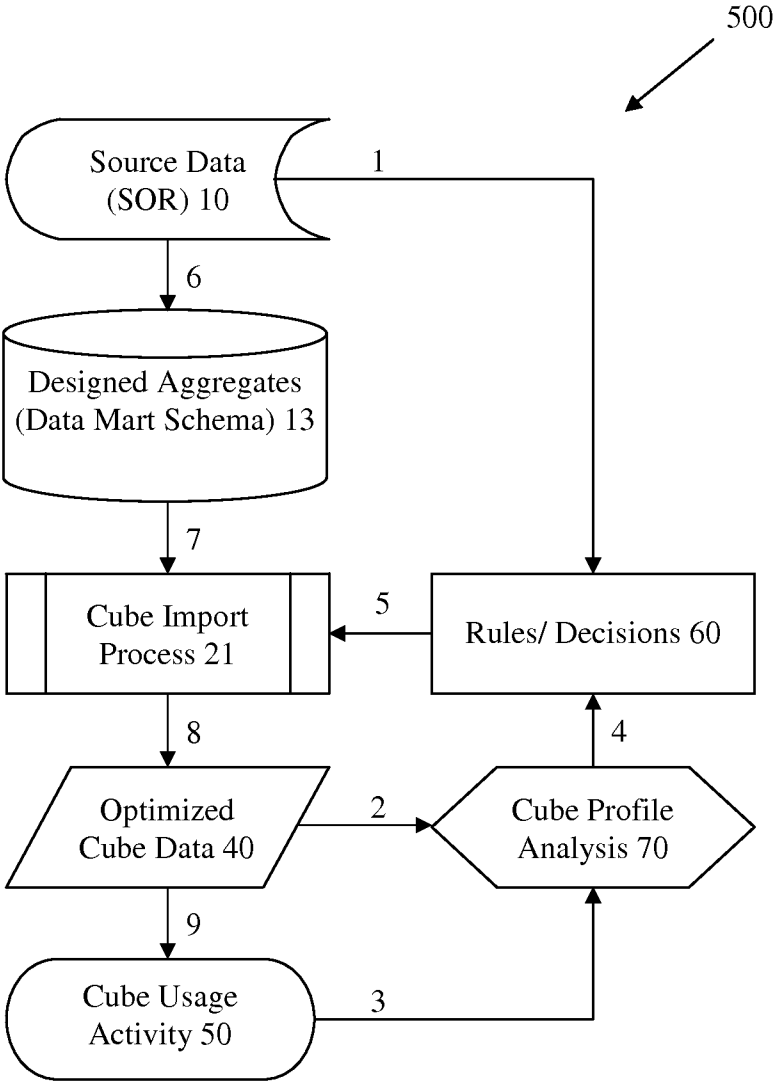 500
Source Data
(SOR) 10
1
6
Designed Aggregates
(Data Mart Schema) 13
7
Cube Import
Process 21
5
Rules/ Decisions 60
8
4
Optimized
Cube Data 40
2
Cube Profile
Analysis 70
9
Cube Usage
Activity 50
3